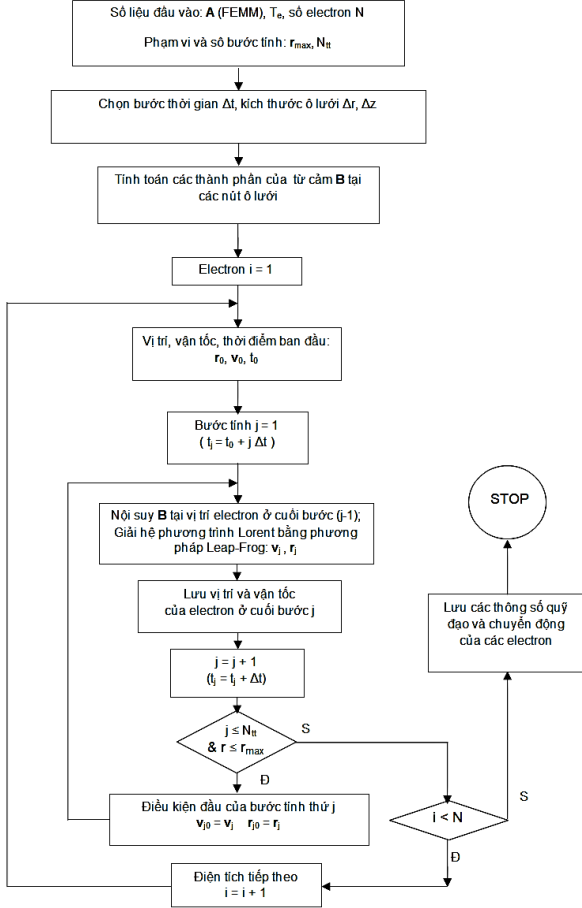 Số liệu đầu vào: A (FEMM), Te, số electron N
Phạm vi và số bước tính: rmax, Ntt
Chọn bước thời gian Δt, kích thước ô lưới Δr, Δz
Tính toán các thành phần của từ cảm B tại
các nút ô lưới
Electron i = 1
Vị trí, vận tốc, thời điểm ban đầu:
r0, v0, t0
Bước tính j = 1
( tj = t0 + j Δt )
Nội suy B tại vị trí electron ở cuối bước (j-1);
Giải hệ phương trình Lorent bằng phương
pháp Leap-Frog: vj , rj
Lưu vị trí và vận tốc
của electron ở cuối bước j
j = j + 1
(tj = tj + Δt)
j ≤ Ntt
& r ≤ rmax
S
Đ
Điều kiện đầu của bước tính thứ j
vj0 = vj rj0 = rj
i < N
S
Đ
Điện tích tiếp theo
i = i + 1
Lưu các thông số quỹ
đạo và chuyển động
của các electron
STOP